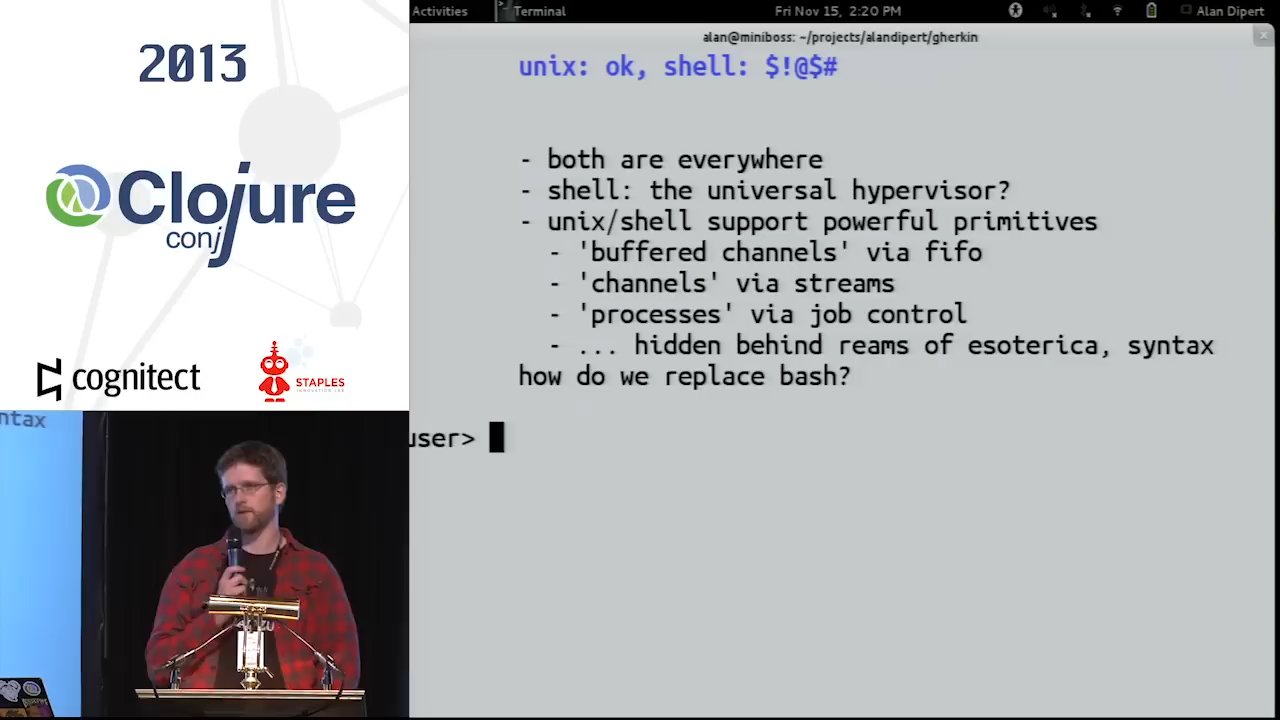 Activities
Terminal
Fri Nov 15, 2:20 PM
Alan Dipert
alan@miniboss: ~/projects/alandipert/gherkin
2013
Clojure
conj
cognitect
STAPLES
INNOVATION LAB
unix: ok, shell: $!@$#
- both are everywhere
- shell: the universal hypervisor?
- unix/shell support powerful primitives
- 'buffered channels' via fifo
- 'channels' via streams
- 'processes' via job control
- ... hidden behind reams of esoterica, syntax
how do we replace bash?
user>
ntax